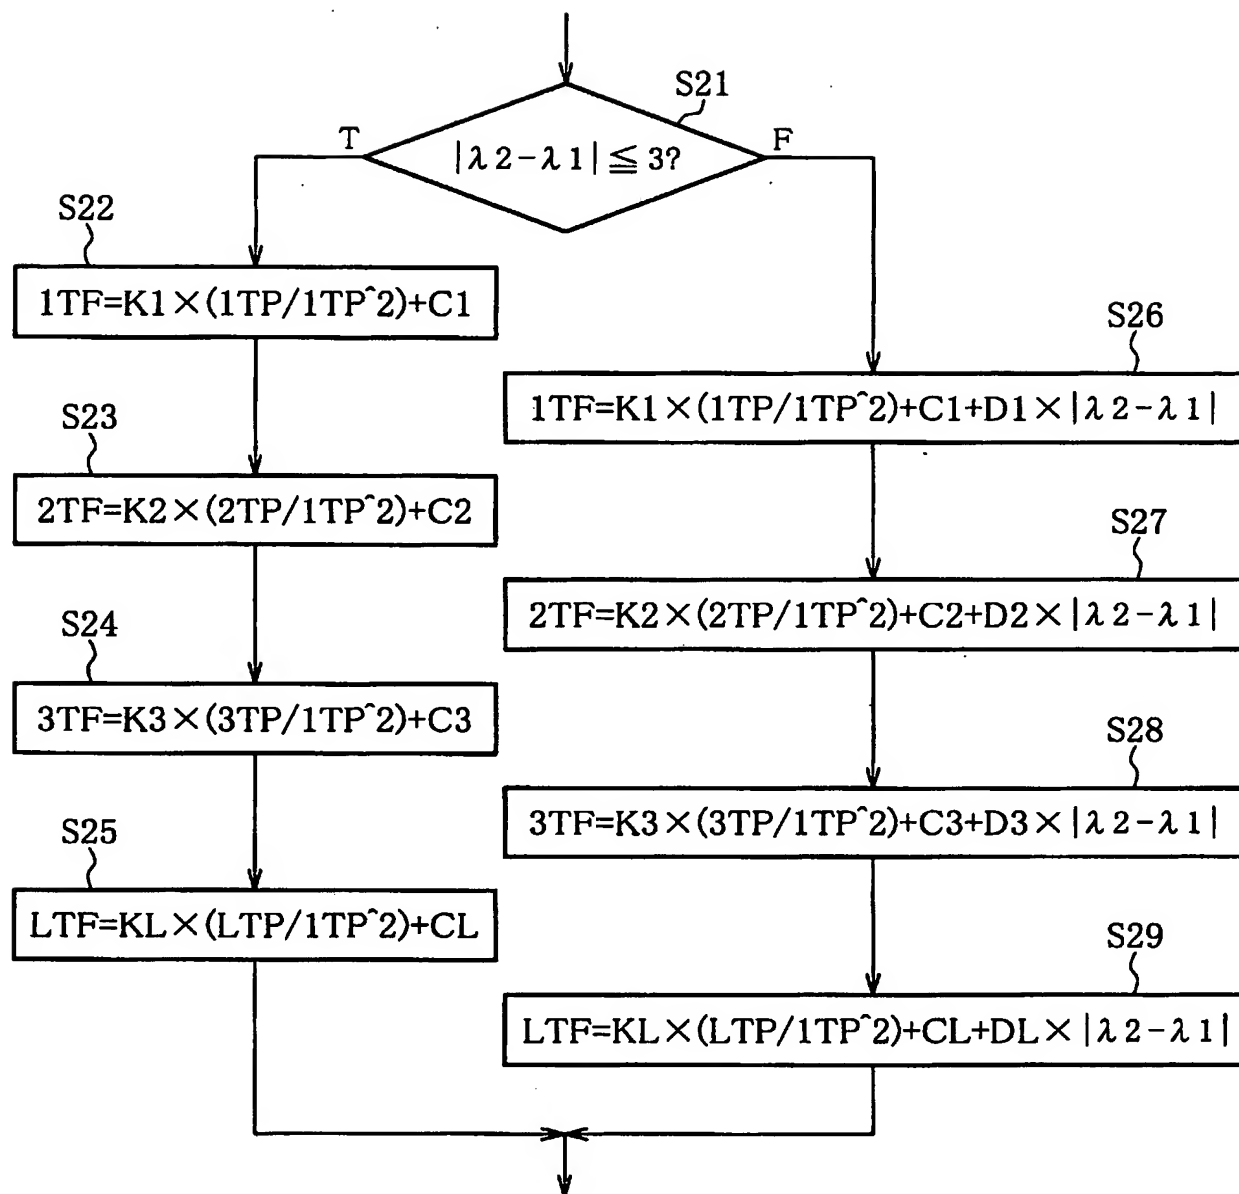 S21
T
|λ2-λ1|≦3?
F
S22
1TF=K1×(1TP/1TP^2)+C1
S23
2TF=K2×(2TP/1TP^2)+C2
S24
3TF=K3×(3TP/1TP^2)+C3
S25
LTF=KL×(LTP/1TP^2)+CL
S26
1TF=K1×(1TP/1TP^2)+C1+D1×|λ2-λ1|
S27
2TF=K2×(2TP/1TP^2)+C2+D2×|λ2-λ1|
S28
3TF=K3×(3TP/1TP^2)+C3+D3×|λ2-λ1|
S29
LTF=KL×(LTP/1TP^2)+CL+DL×|λ2-λ1|